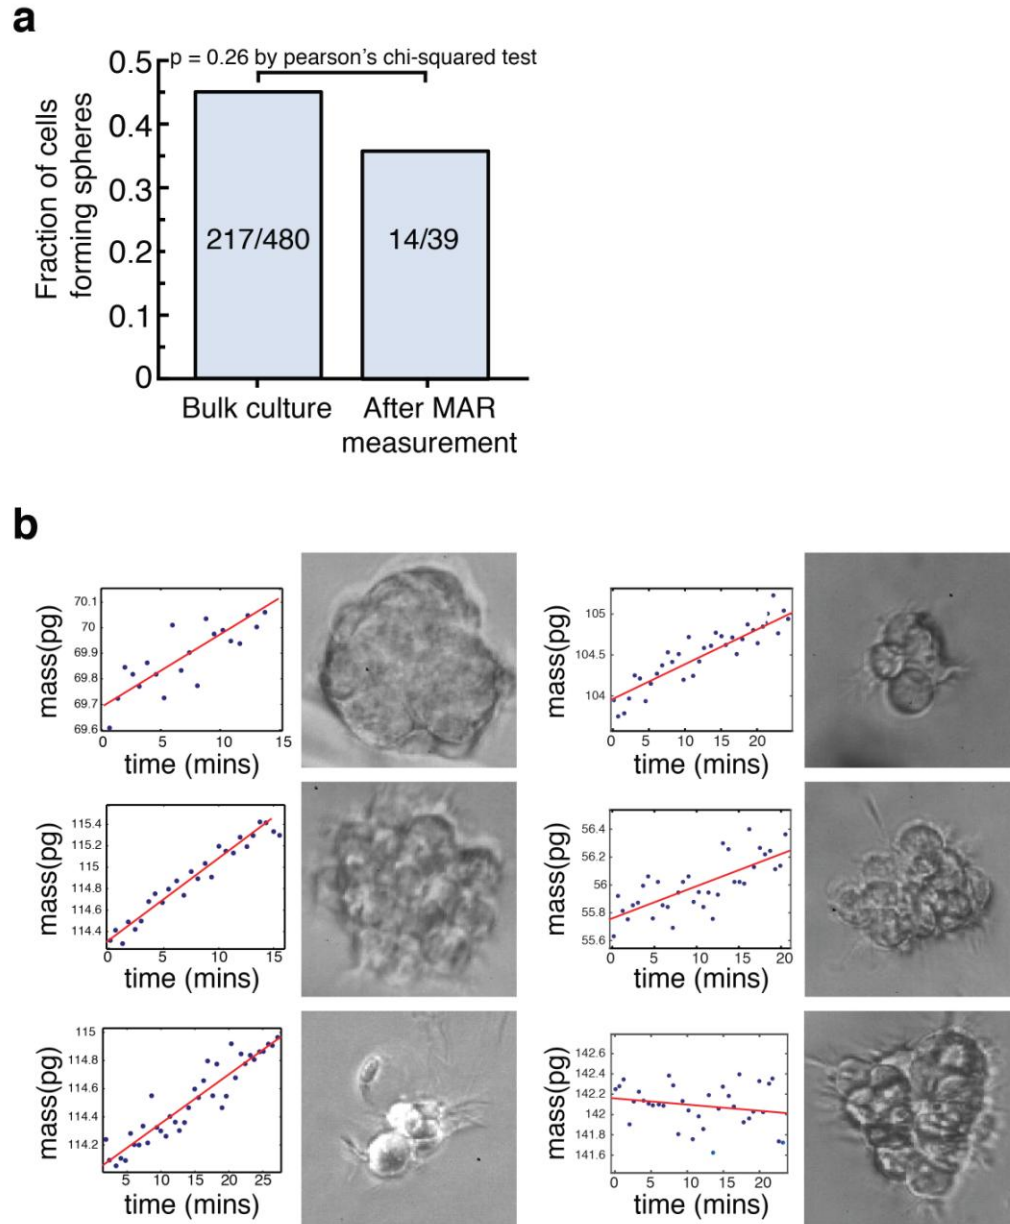 a
p = 0.26 by pearson's chi-squared test
0.5
0.4
0.3
0.2
0.1
0
Fraction of cells
forming spheres
217/480
14/39
Bulk culture
After MAR
measurement
b
mass(pg)
70.1
70
69.9
69.8
69.7
69.6
0 5 10 15
time (mins)
mass(pg)
105
104.5
104
0 5 10 15 20
time (mins)
mass(pg)
115.4
115.2
115
114.8
114.6
114.4
0 5 10 15
time (mins)
mass(pg)
56.4
56.2
56
55.8
55.6
0 5 10 15 20
time (mins)
mass(pg)
115
114.8
114.6
114.4
114.2
5 10 15 20 25
time (mins)
mass(pg)
142.6
142.4
142.2
142
141.8
141.6
0 5 10 15 20
time (mins)